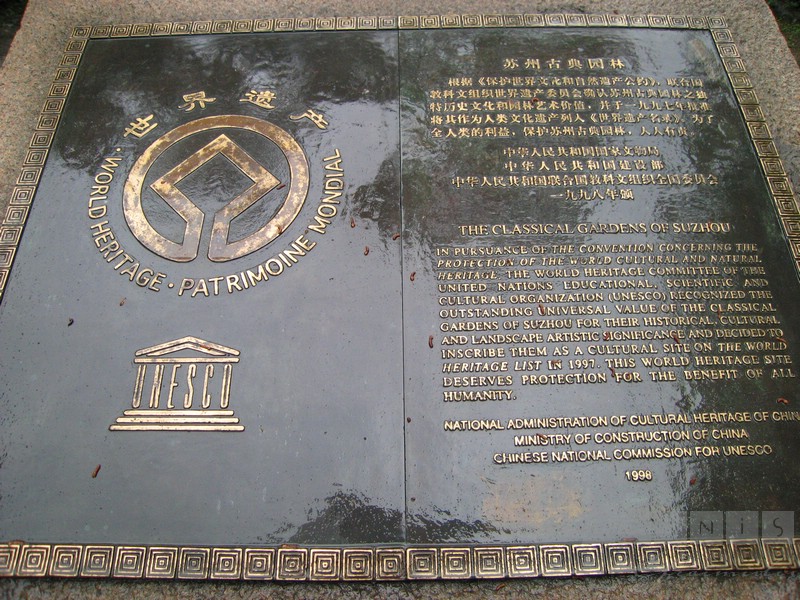 世界遗产
·WORLD HERITAGE · PATRIMOINE MONDIAL
UNESCO
苏州古典园林
根据《保护世界文化和自然遗产公约》，联合国
教科文组织世界遗产委员会确认苏州古典园林之独
特历史文化和园林艺术价值，并于一九九七年批准
将其作为人类文化遗产列入《世界遗产名录》。为了
全人类的利益，保护苏州古典园林，人人有责。
中华人民共和国国家文物局
中华人民共和国建设部
中华人民共和国联合国教科文组织全国委员会
一九九八年颁
THE CLASSICAL GARDENS OF SUZHOU
IN PURSUANCE OF THE CONVENTION CONCERNING THE
PROTECTION OF THE WORLD CULTURAL AND NATURAL
HERITAGE, THE WORLD HERITAGE COMMITTEE OF THE
UNITED NATIONS EDUCATIONAL, SCIENTIFIC AND
CULTURAL ORGANIZATION (UNESCO) RECOGNIZED THE
OUTSTANDING UNIVERSAL VALUE OF THE CLASSICAL
GARDENS OF SUZHOU FOR THEIR HISTORICAL, CULTURAL
AND LANDSCAPE ARTISTIC SIGNIFICANCE AND DECIDED TO
INSCRIBE THEM AS A CULTURAL SITE ON THE WORLD
HERITAGE LIST IN 1997. THIS WORLD HERITAGE SITE
DESERVES PROTECTION FOR THE BENEFIT OF ALL
HUMANITY.
NATIONAL ADMINISTRATION OF CULTURAL HERITAGE OF CHINA
MINISTRY OF CONSTRUCTION OF CHINA
CHINESE NATIONAL COMMISSION FOR UNESCO
1998
NiS